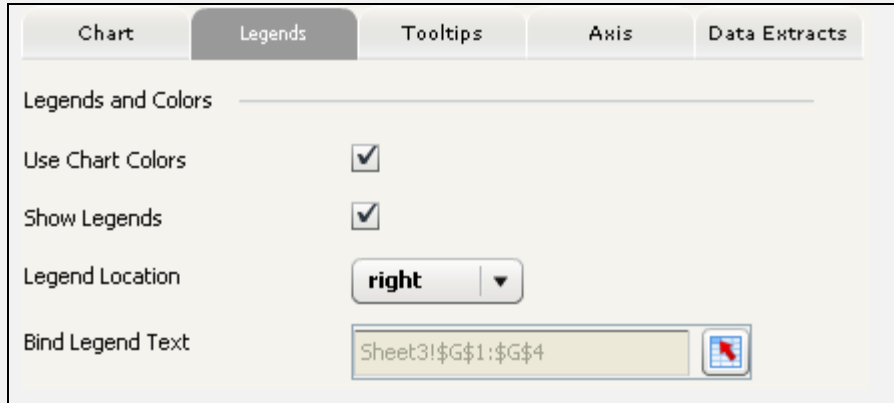 Chart Legends Tooltips Axis Data Extracts
Legends and Colors
Use Chart Colors
Show Legends
Legend Location right
Bind Legend Text Sheet3!$G$1:$G$4